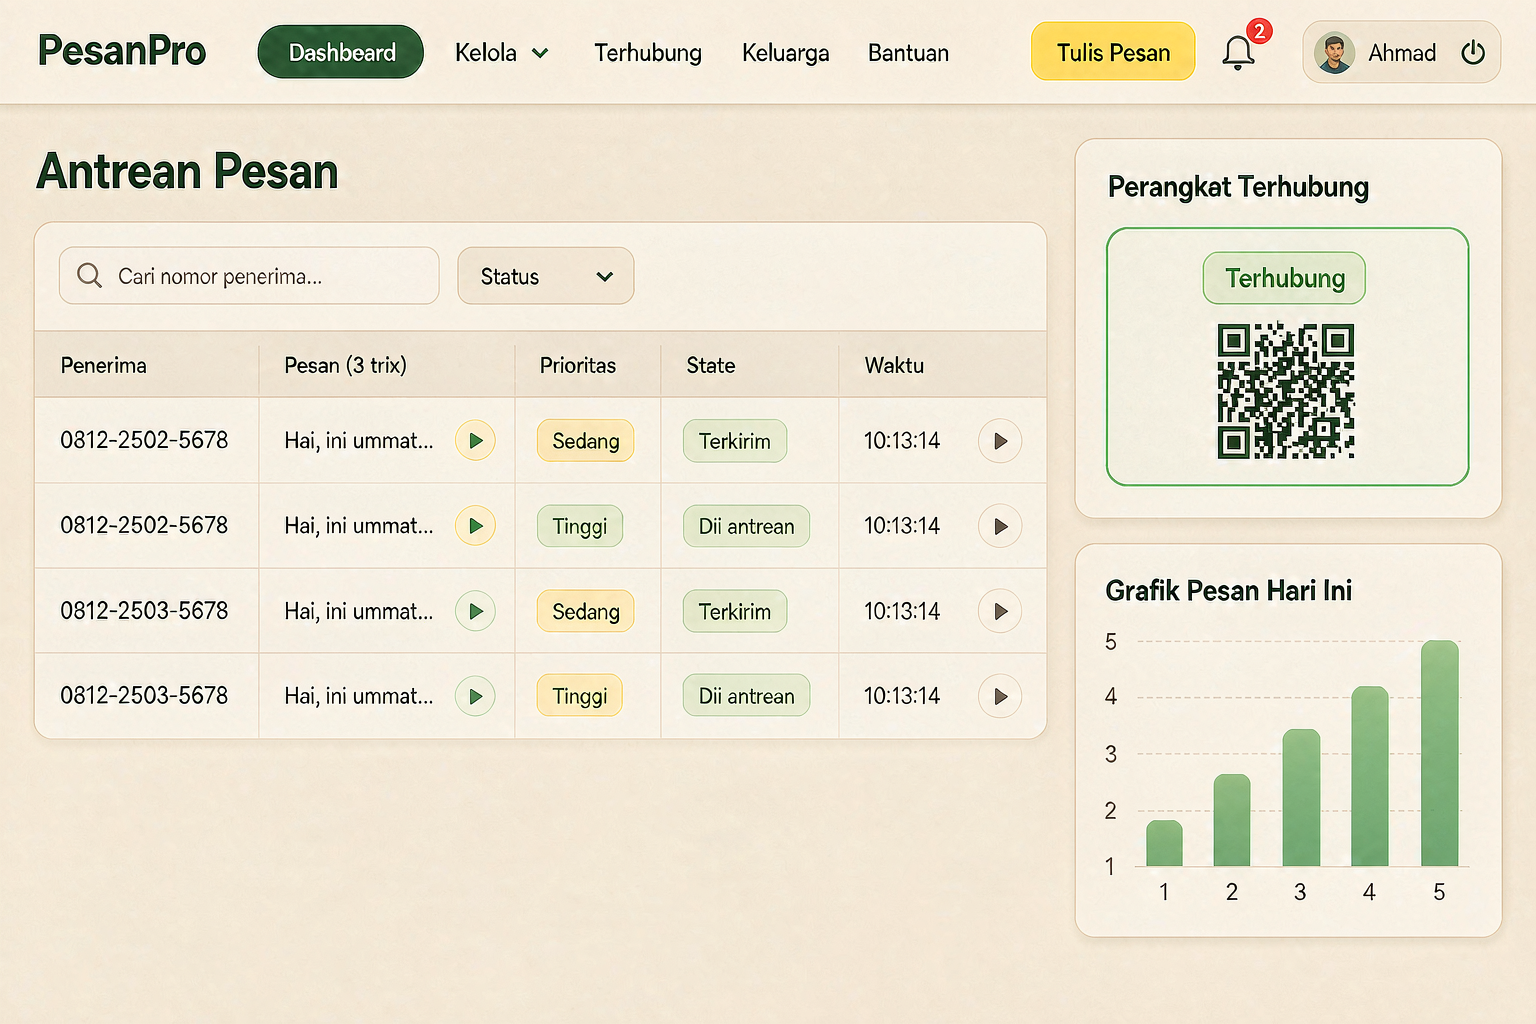 PesanPro
Dashbeard
Kelola
Terhubung
Keluarga
Bantuan
Tulis Pesan
2
Ahmad
Antrean Pesan
Cari nomor penerima...
Status
Penerima Pesan (3 trix) Prioritas State Waktu
0812-2502-5678 Hai, ini ummat... Sedang Terkirim 10:13:14
0812-2502-5678 Hai, ini ummat... Tinggi Dii antrean 10:13:14
0812-2503-5678 Hai, ini ummat... Sedang Terkirim 10:13:14
0812-2503-5678 Hai, ini ummat... Tinggi Dii antrean 10:13:14
Perangkat Terhubung
Terhubung
Grafik Pesan Hari Ini
5
4
3
2
1
1 2 3 4 5